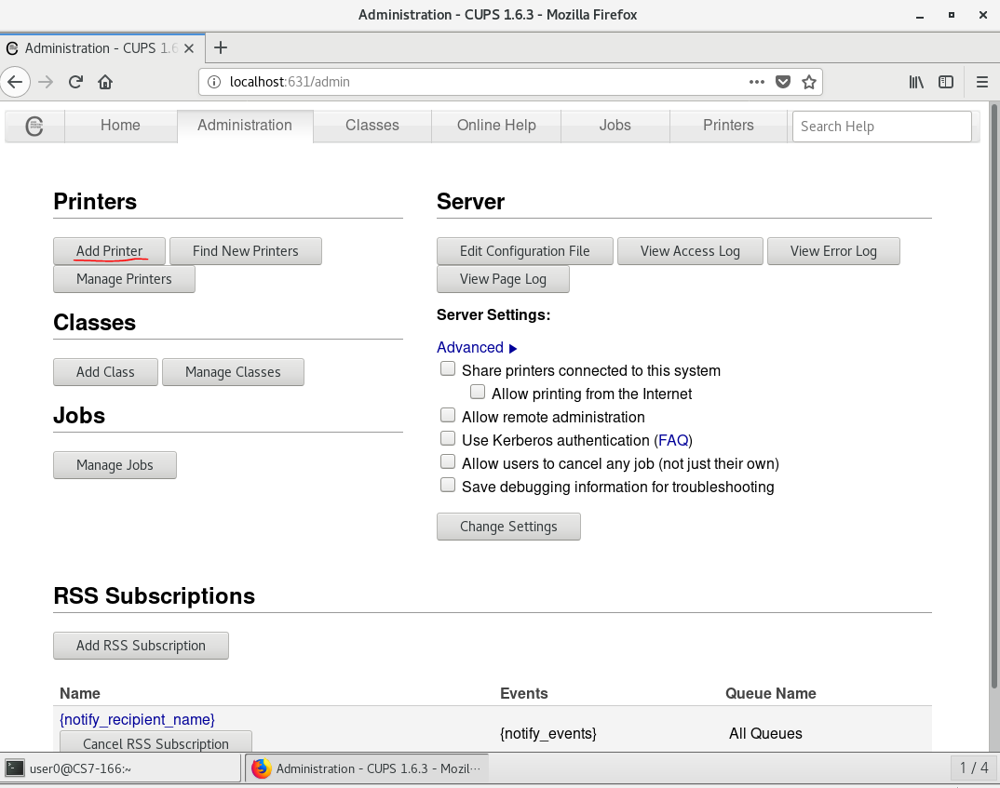 Administration - CUPS 1.6.3 - Mozilla Firefox
Administration - CUPS 1.6
localhost:631/admin
Home Administration Classes Online Help Jobs Printers Search Help
Printers
Add Printer Find New Printers
Manage Printers
Classes
Add Class Manage Classes
Jobs
Manage Jobs
Server
Edit Configuration File View Access Log View Error Log
View Page Log
Server Settings:
Advanced ▶
Share printers connected to this system
Allow printing from the Internet
Allow remote administration
Use Kerberos authentication (FAQ)
Allow users to cancel any job (not just their own)
Save debugging information for troubleshooting
Change Settings
RSS Subscriptions
Add RSS Subscription
Name Events Queue Name
{notify_recipient_name} {notify_events} All Queues
Cancel RSS Subscription
user0@CS7-166:~ Administration - CUPS 1.6.3 - Mozil··· 1 / 4